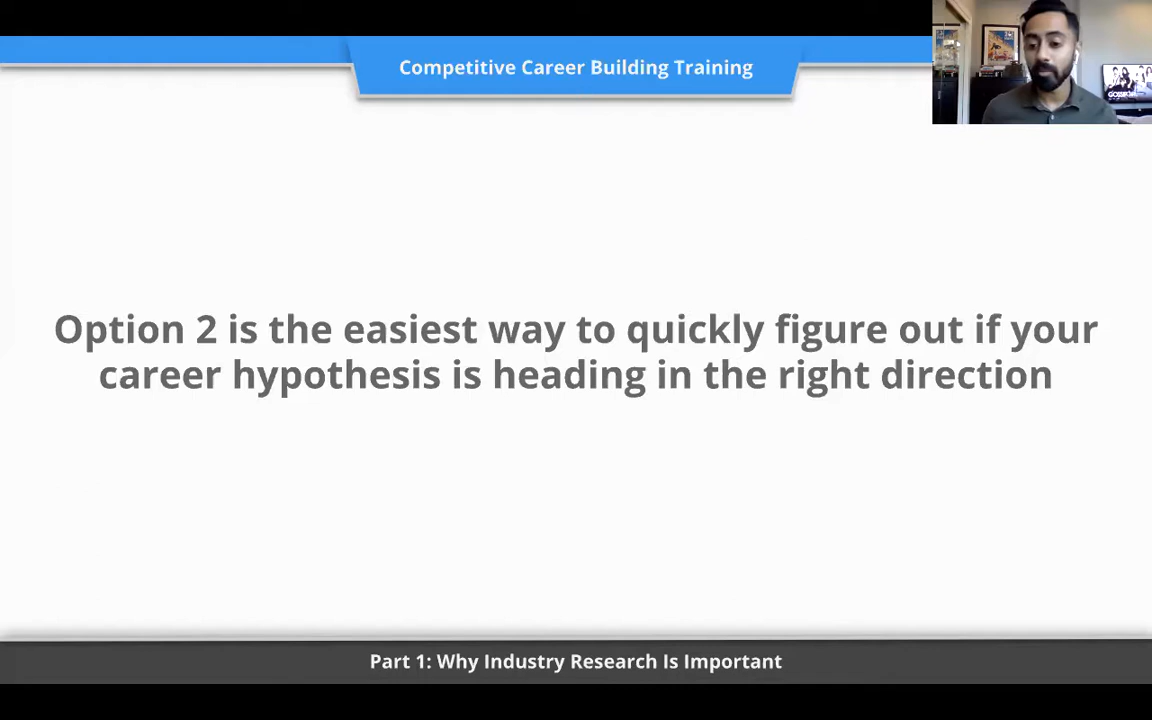 Competitive Career Building Training
GOSSIP
Option 2 is the easiest way to quickly figure out if your
career hypothesis is heading in the right direction
Part 1: Why Industry Research Is Important